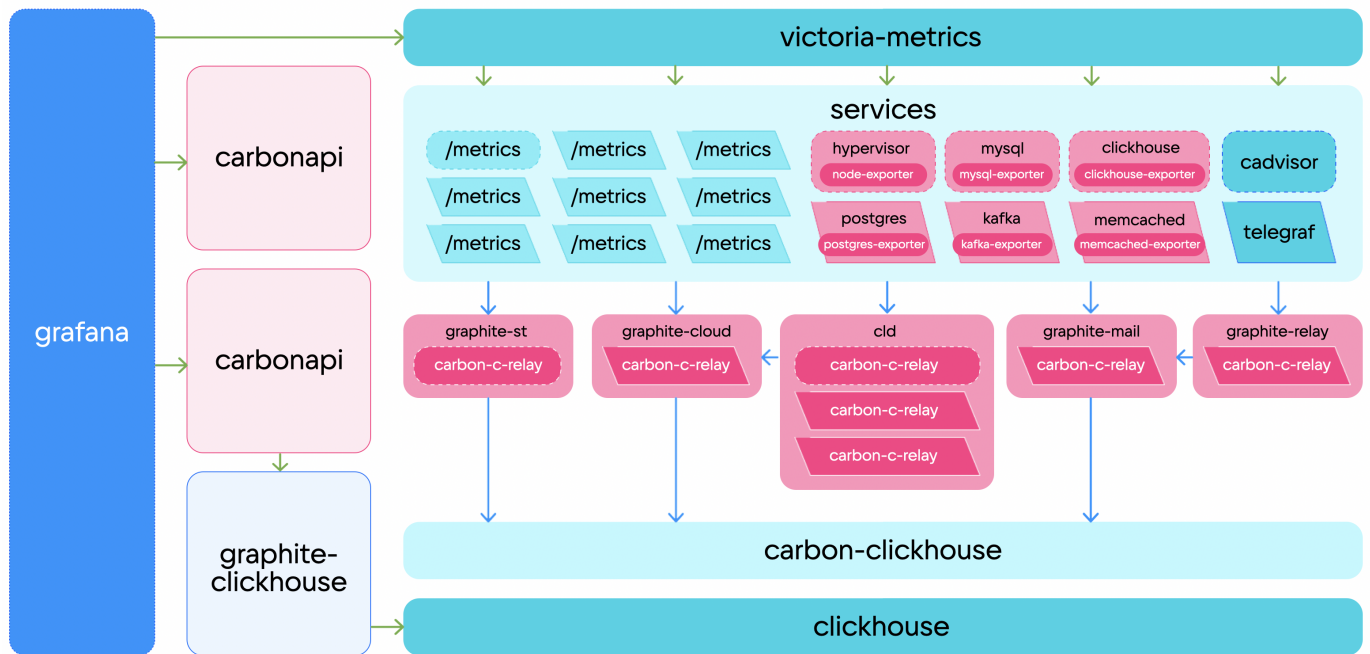 grafana
victoria-metrics
carbonapi
carbonapi
graphite-
clickhouse
services
/metrics
/metrics
/metrics
/metrics
/metrics
/metrics
/metrics
/metrics
/metrics
hypervisor
node-exporter
mysql
mysql-exporter
clickhouse
clickhouse-exporter
cadvisor
postgres
postgres-exporter
kafka
kafka-exporter
memcached
memcached-exporter
telegraf
graphite-st
carbon-c-relay
graphite-cloud
carbon-c-relay
cld
carbon-c-relay
carbon-c-relay
carbon-c-relay
graphite-mail
carbon-c-relay
graphite-relay
carbon-c-relay
carbon-clickhouse
clickhouse